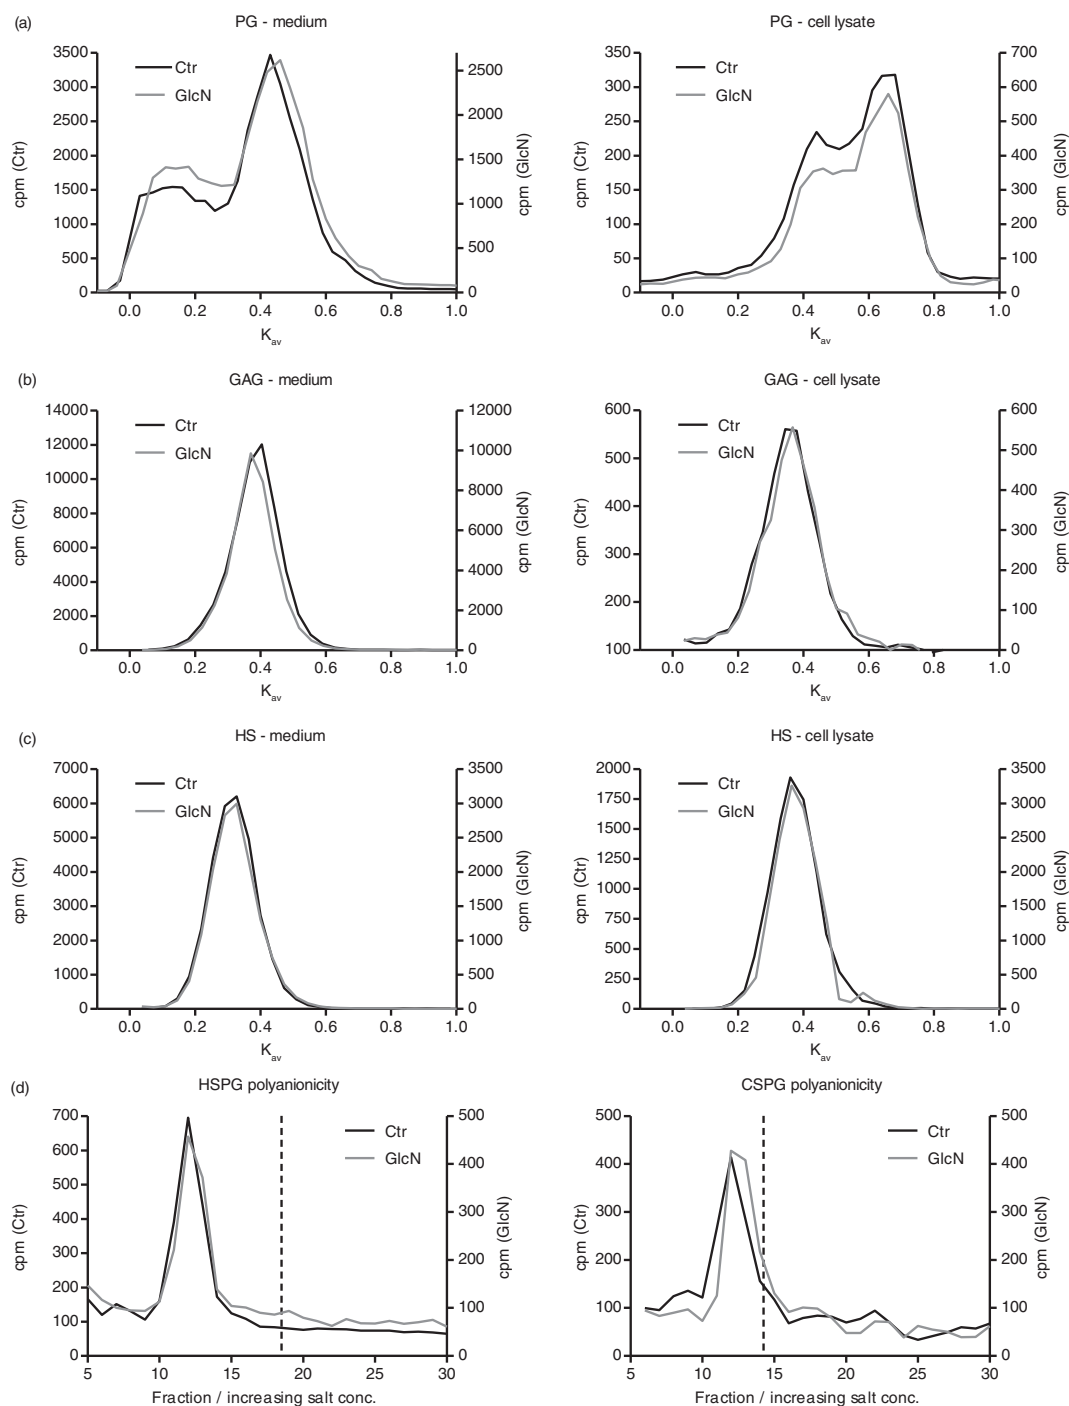 (a)
PG - medium
PG - cell lysate
3500
3000
2500
2000
1500
1000
500
0
cpm (Ctr)
Ctr
GlcN
2500
2000
1500
1000
500
0
cpm (GlcN)
0.0 0.2 0.4 0.6 0.8 1.0
Kav
350
300
250
200
150
100
50
0
cpm (Ctr)
Ctr
GlcN
700
600
500
400
300
200
100
0
cpm (GlcN)
0.0 0.2 0.4 0.6 0.8 1.0
Kav
(b)
GAG - medium
GAG - cell lysate
14000
12000
10000
8000
6000
4000
2000
0
cpm (Ctr)
Ctr
GlcN
12000
10000
8000
6000
4000
2000
0
cpm (GlcN)
0.0 0.2 0.4 0.6 0.8 1.0
Kav
600
500
400
300
200
100
cpm (Ctr)
Ctr
GlcN
600
500
400
300
200
100
0
cpm (GlcN)
0.0 0.2 0.4 0.6 0.8 1.0
Kav
(c)
HS - medium
HS - cell lysate
7000
6000
5000
4000
3000
2000
1000
0
cpm (Ctr)
Ctr
GlcN
3500
3000
2500
2000
1500
1000
500
0
cpm (GlcN)
0.0 0.2 0.4 0.6 0.8 1.0
Kav
2000
1750
1500
1250
1000
750
500
250
0
cpm (Ctr)
Ctr
GlcN
3500
3000
2500
2000
1500
1000
500
0
cpm (GlcN)
0.0 0.2 0.4 0.6 0.8 1.0
Kav
(d)
HSPG polyanionicity
CSPG polyanionicity
700
600
500
400
300
200
100
0
cpm (Ctr)
Ctr
GlcN
500
400
300
200
100
0
cpm (GlcN)
5 10 15 20 25 30
Fraction / increasing salt conc.
500
400
300
200
100
0
cpm (Ctr)
Ctr
GlcN
500
400
300
200
100
0
cpm (GlcN)
5 10 15 20 25 30
Fraction / increasing salt conc.